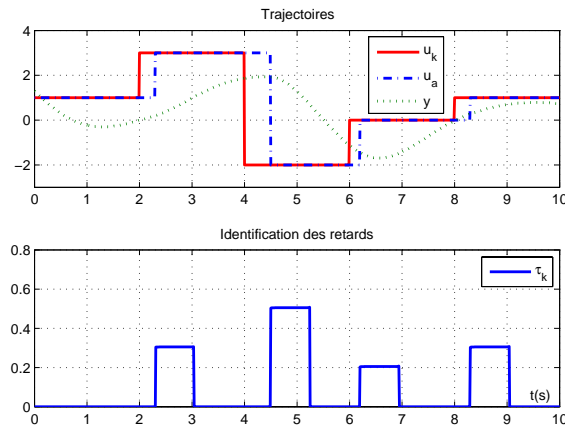 Trajectoires
4
2
0
−2
u_k
u_a
y
0 1 2 3 4 5 6 7 8 9 10
Identification des retards
0.8
0.6
0.4
0.2
0
τ_k
t(s)
0 1 2 3 4 5 6 7 8 9 10